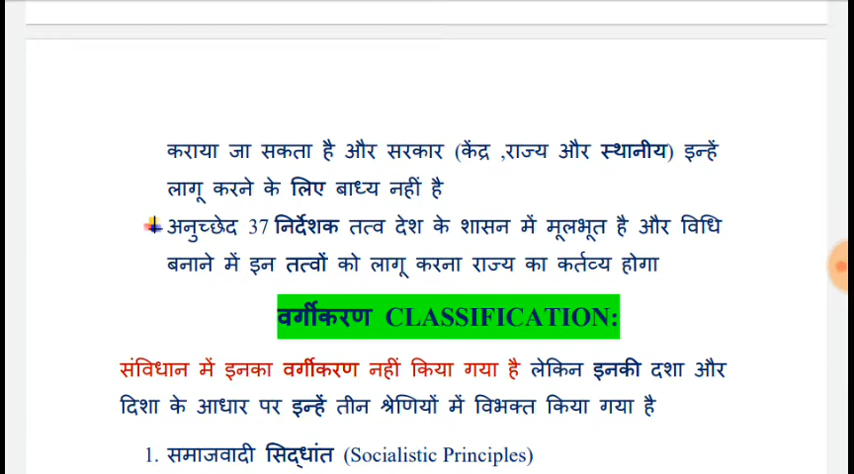 कराया जा सकता है और सरकार (केंद्र ,राज्य और स्थानीय) इन्हें
लागू करने के लिए बाध्य नहीं है
अनुच्छेद 37 निर्देशक तत्व देश के शासन में मूलभूत है और विधि
बनाने में इन तत्वों को लागू करना राज्य का कर्तव्य होगा
वर्गीकरण CLASSIFICATION:
संविधान में इनका वर्गीकरण नहीं किया गया है लेकिन इनकी दशा और
दिशा के आधार पर इन्हें तीन श्रेणियों में विभक्त किया गया है
1. समाजवादी सिद्धांत (Socialistic Principles)